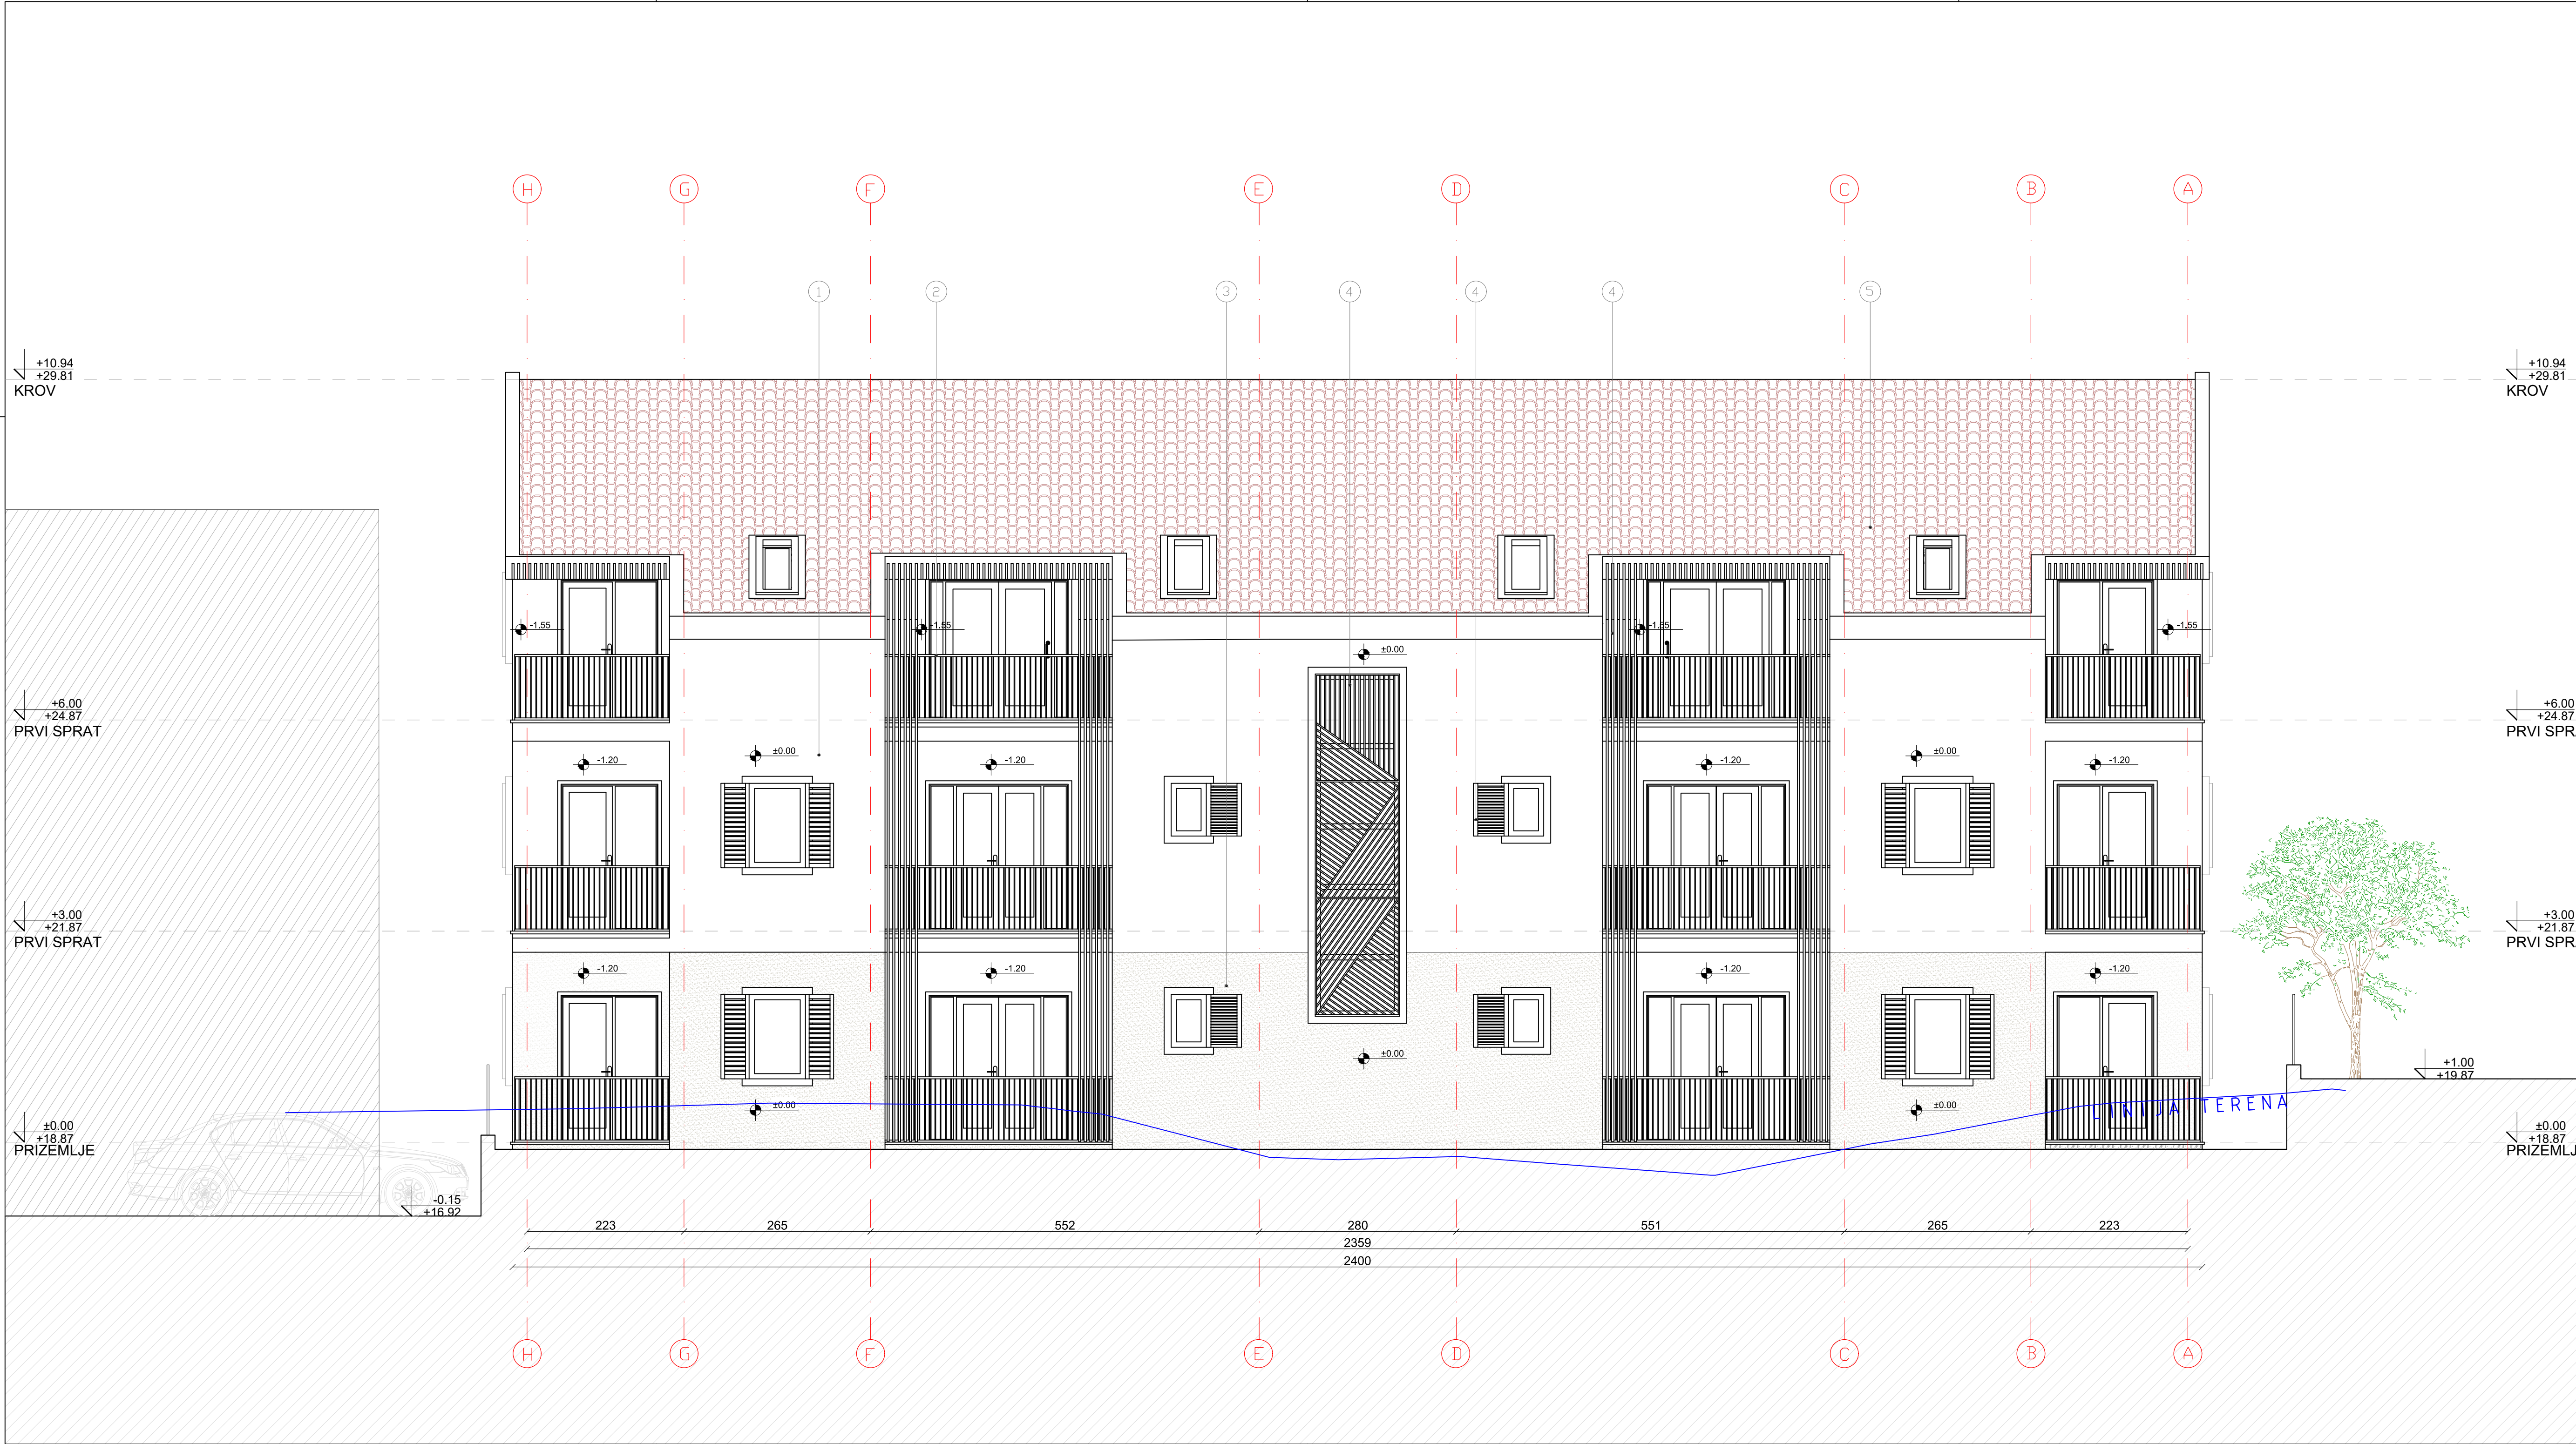 H G F E D C B A
1 2 3 4 4 4 5
+10.94 +10.94
+29.81 +29.81
KROV KROV
-1.55 -1.55 -1.55 -1.55
±0.00
+6.00 +6.00
+24.87 +24.87
PRVI SPRAT PRVI SPRA
±0.00 ±0.00
-1.20 -1.20 -1.20 -1.20
+3.00 +3.00
+21.87 +21.87
PRVI SPRAT PRVI SPRA
-1.20 -1.20 -1.20 -1.20
±0.00
+1.00
+19.87
±0.00 ±0.00
LINIJA TERENA
±0.00 ±0.00
+18.87 +18.87
PRIZEMLJE PRIZEMLJ
-0.15
+16.92
223 265 552 280 551 265 223
2359
2400
H G F E D C B A